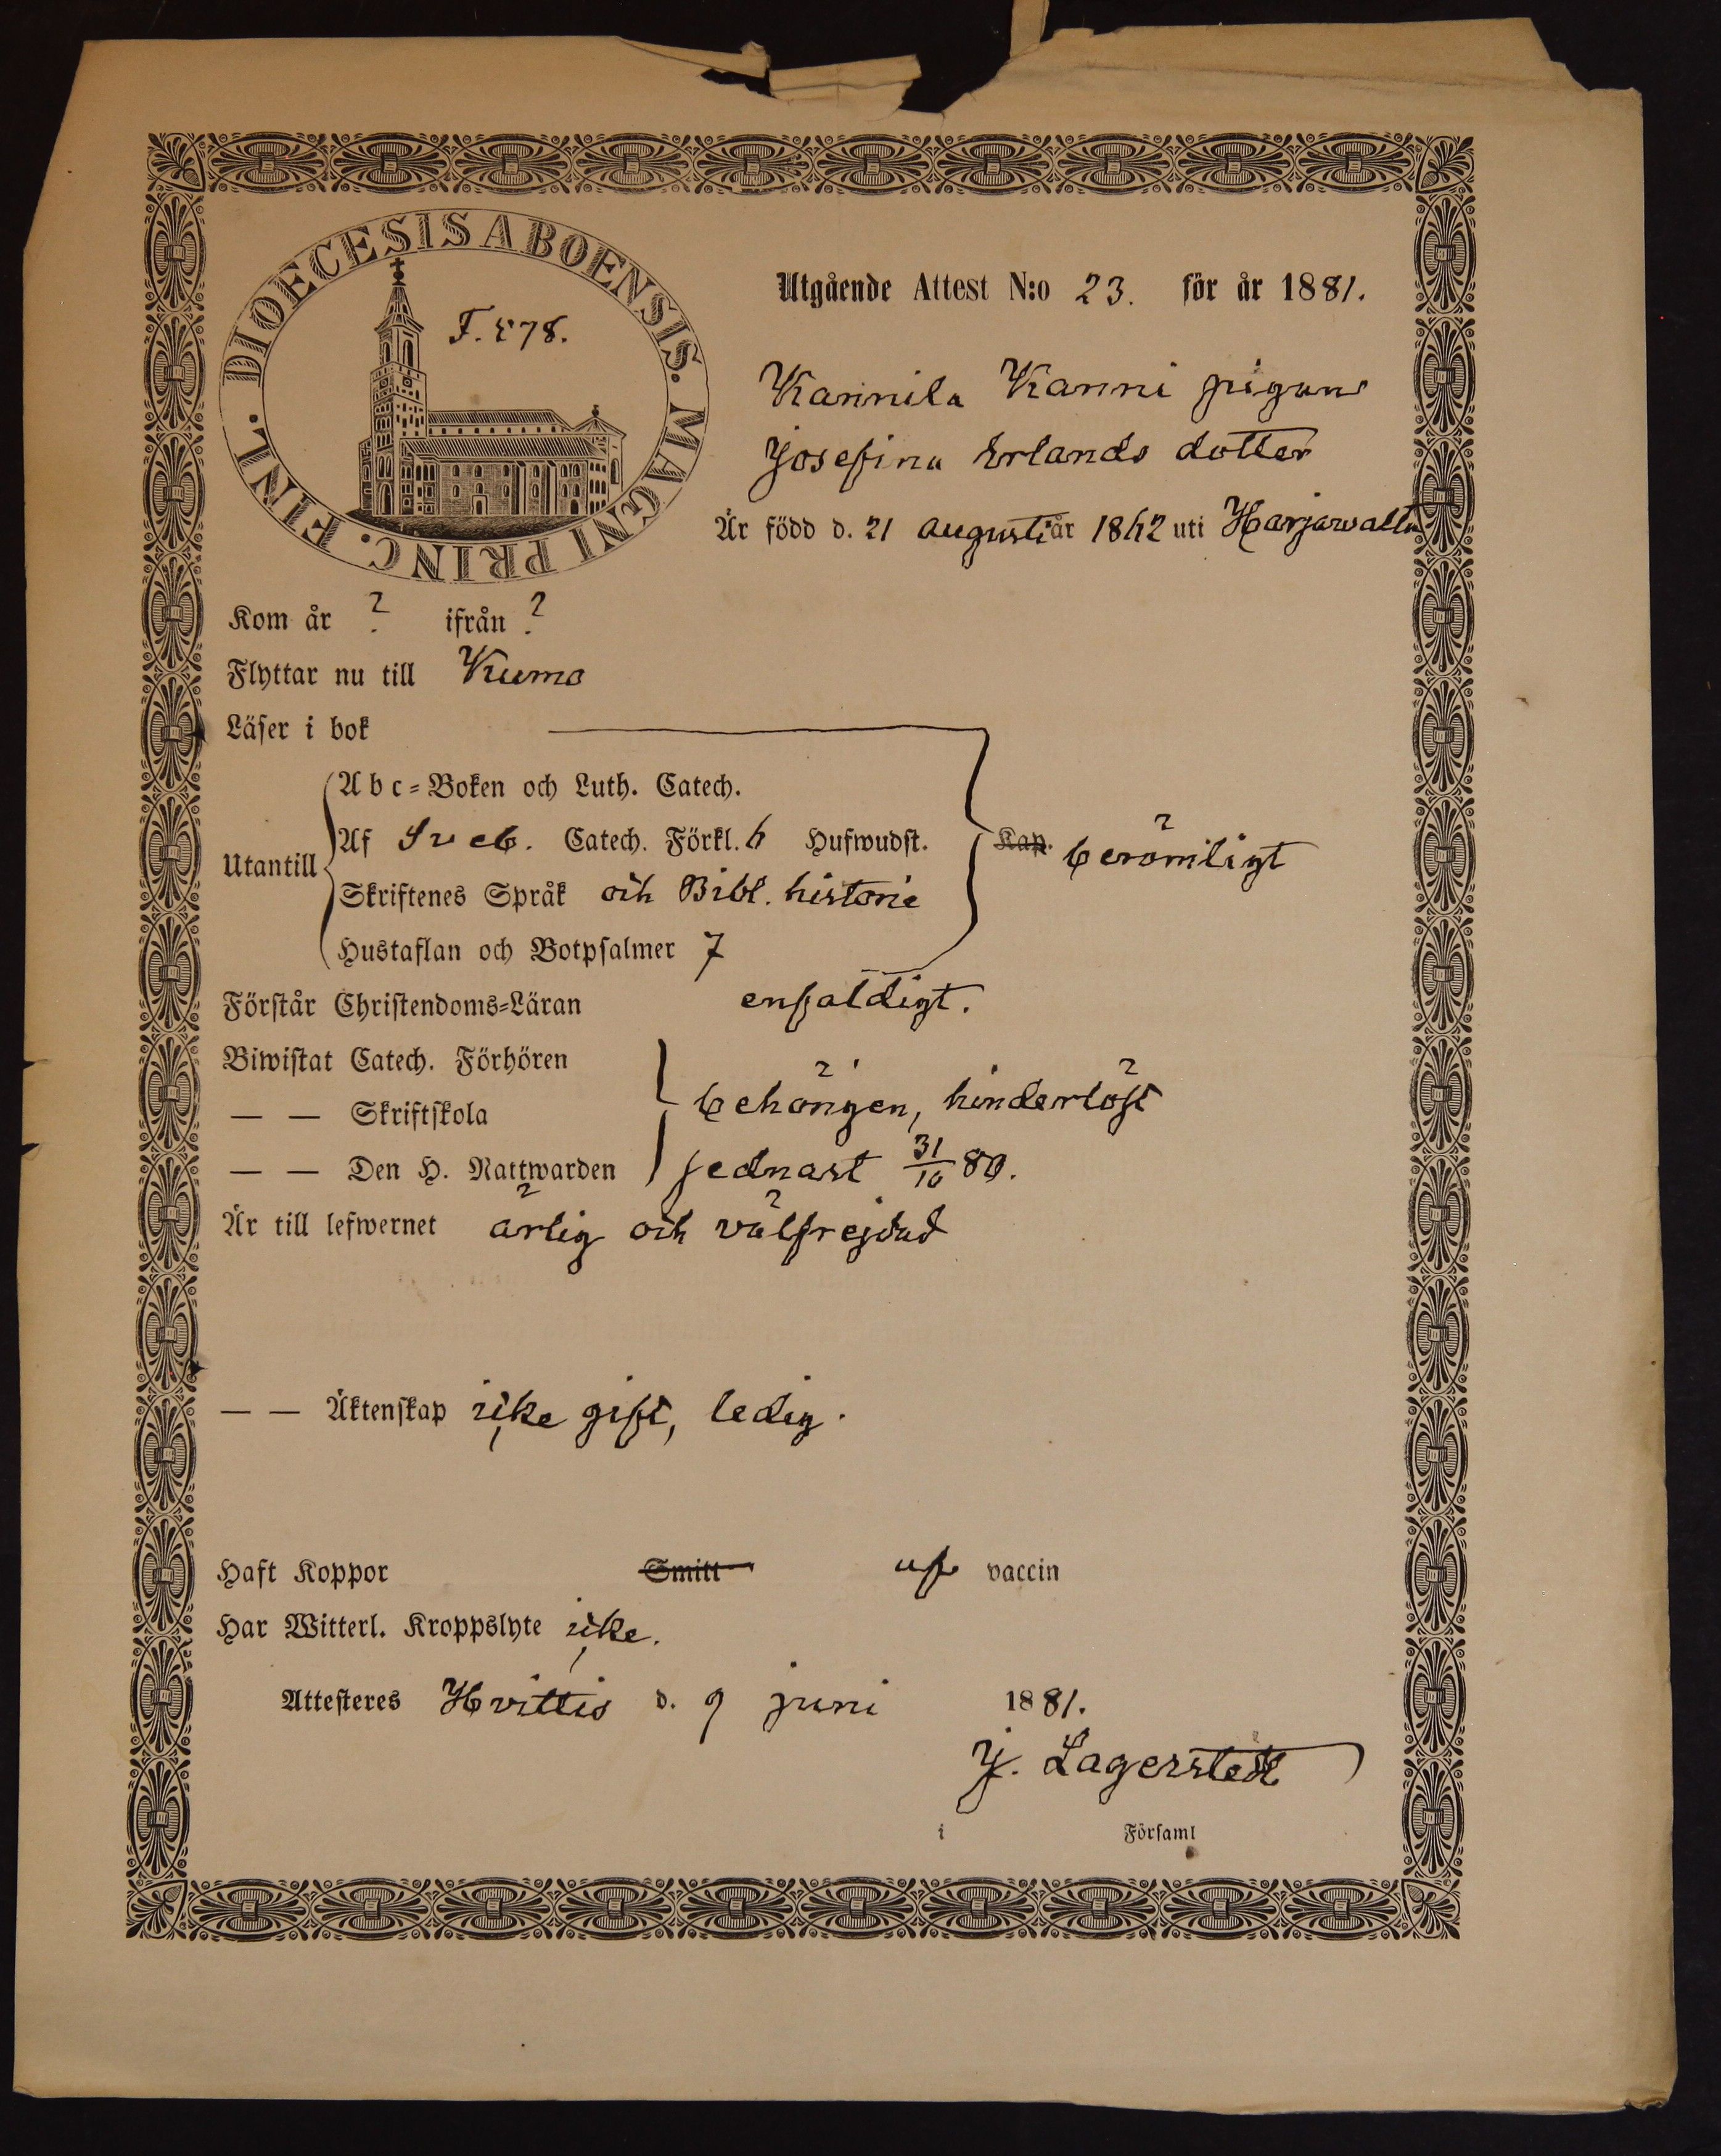 DIOECESIS ABOENSIS. MAGNI PRINC. FINL.
F. 578.
Utgående Attest N:o 23. för år 1881.
Kannila Kanni pigan
Josefina Erlands dotter
Är född d. 21 augusti år 1862 uti Harjawalta
Kom år ? ifrån ?
Flyttar nu till Kumo
Läser i bok
Utantill
Abc=Boken och Luth. Catech.
Af Sveb. Catech. Förkl. 6 Hufwudst.
Kap. berömligt
Skriftenes Språk och Bibl. historie
Hustaflan och Botpsalmer 7
Förstår Christendoms=Läran enfaldigt.
Biwistat Catech. Förhören
— — Skriftskola behörigen, hinderlöst
— — Den H. Nattwarden sednast 31/10 80.
Är till lefwernet ärlig och välfrejdad
— — Äktenskap icke gift, ledig.
Haft Koppor Smitt af vaccin
Har Witterl. Kroppslyte icke.
Attesteres Hvittis d. 9 juni 1881.
J. Lagerstedt
i Församl